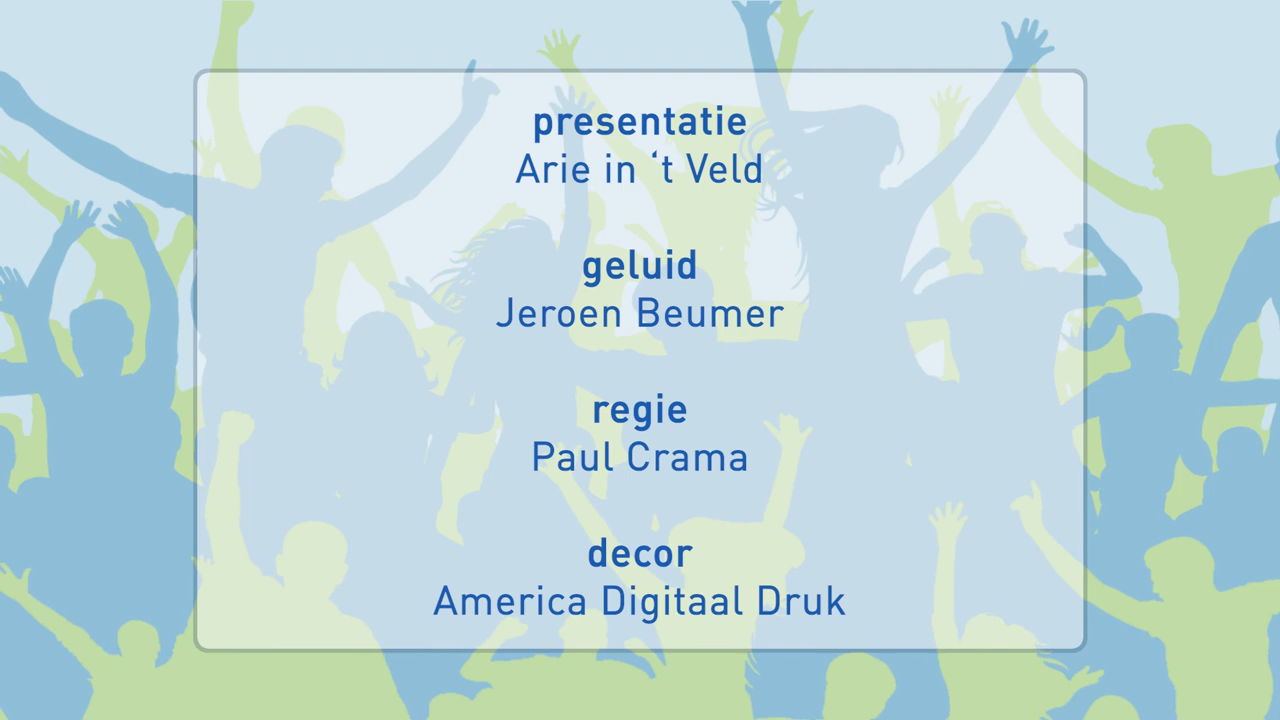 presentatie
Arie in ‘t Veld
geluid
Jeroen Beumer
regie
Paul Crama
decor
America Digitaal Druk